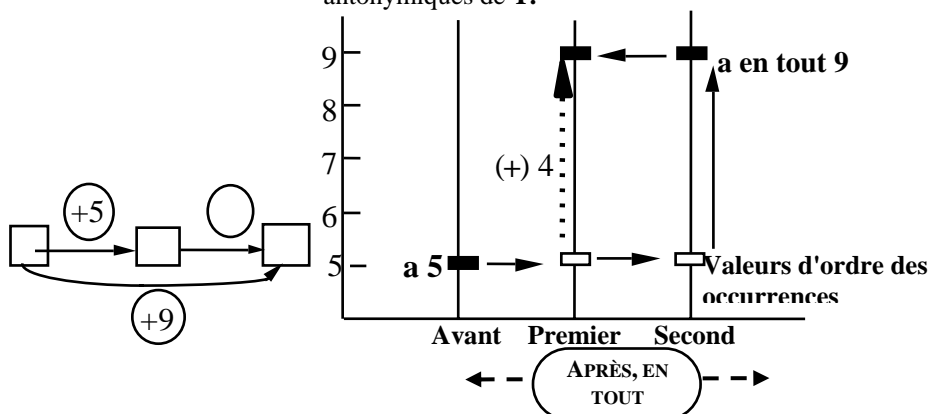 antonymiques de T.
9
a en tout 9
8
7
(+) 4
6
+5
5
a 5
Valeurs d'ordre des
occurrences
+9
Avant Premier Second
APRÈS, EN
TOUT